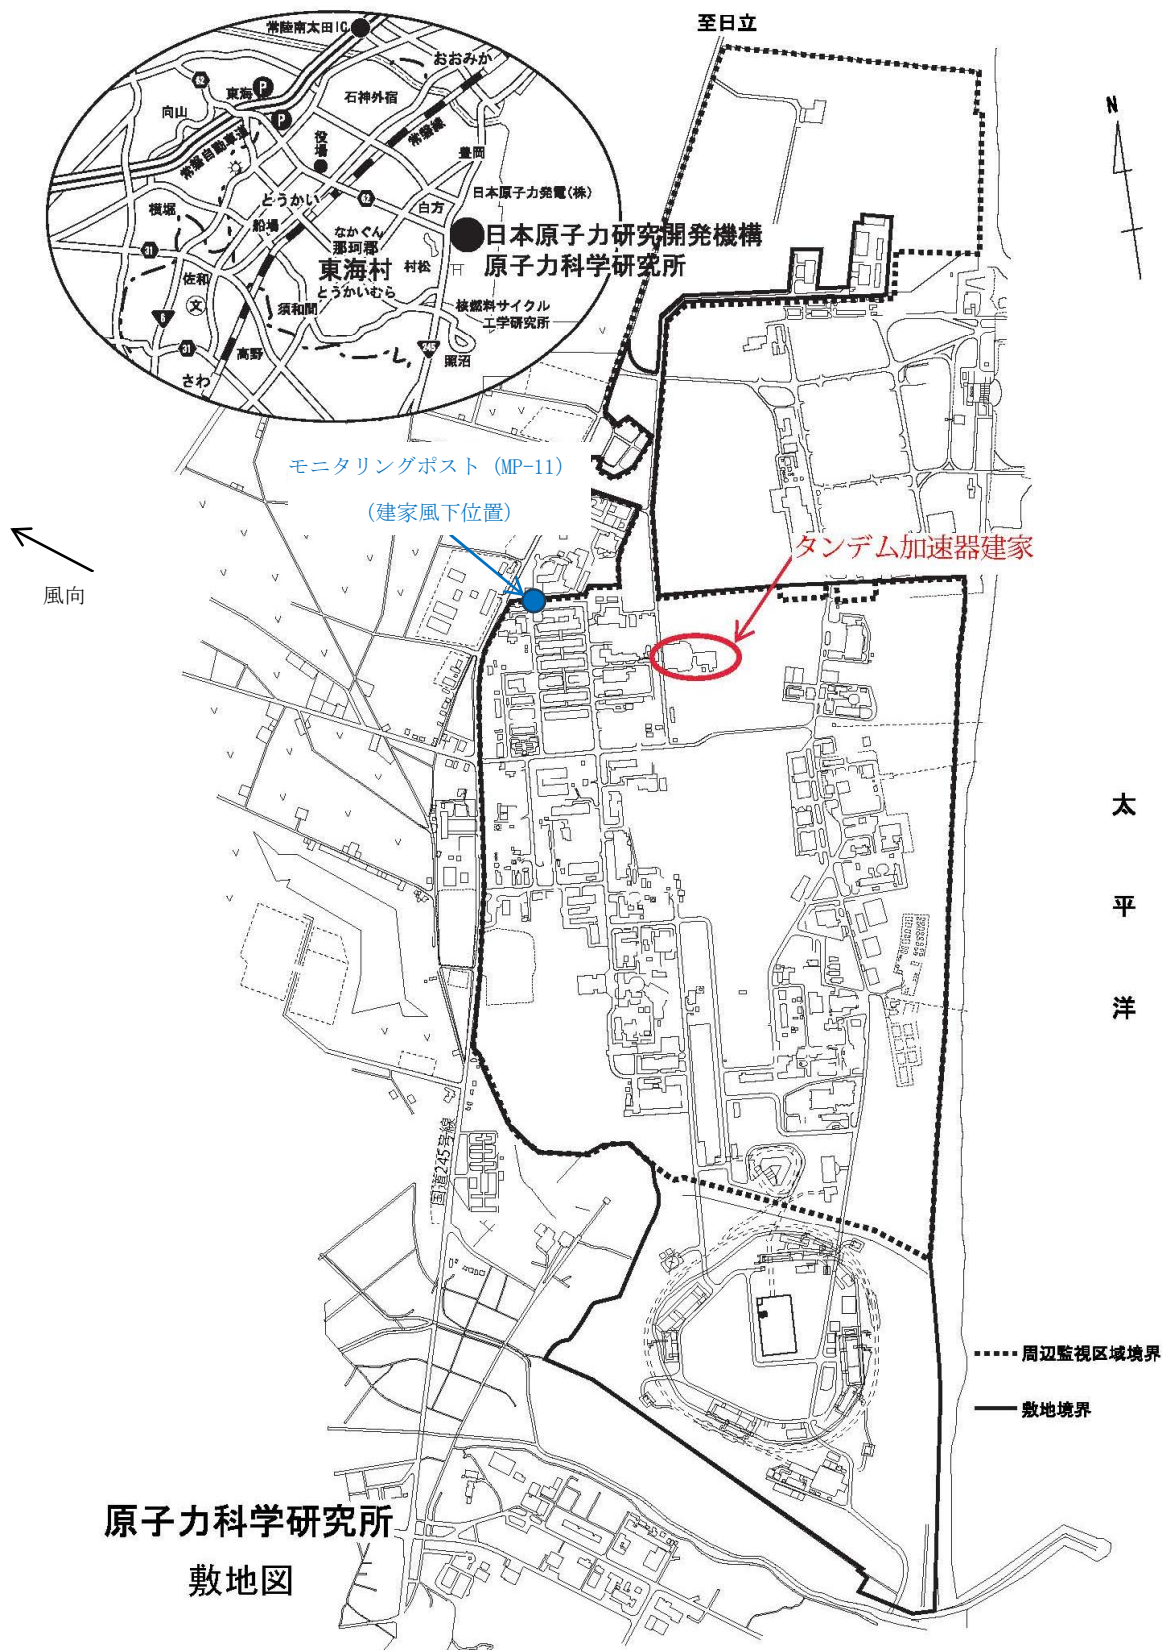 至日立
常陸南太田IC
おおみか
62
東海
P
石神外宿
向山
P
常磐線
役場
常磐自動車道
豊岡
とうかい
62
日本原子力発電(株)
横堀
白方
船場
なかぐん
那珂郡
日本原子力研究開発機構
31
東海村
村松
原子力科学研究所
佐和
とうかいむら
文
須和間
核燃料サイクル
工学研究所
6
31
高野
245
照沼
さわ
N
モニタリングポスト (MP-11)
(建家風下位置)
タンデム加速器建家
風向
太
平
洋
国道245号線
周辺監視区域境界
敷地境界
原子力科学研究所
敷地図